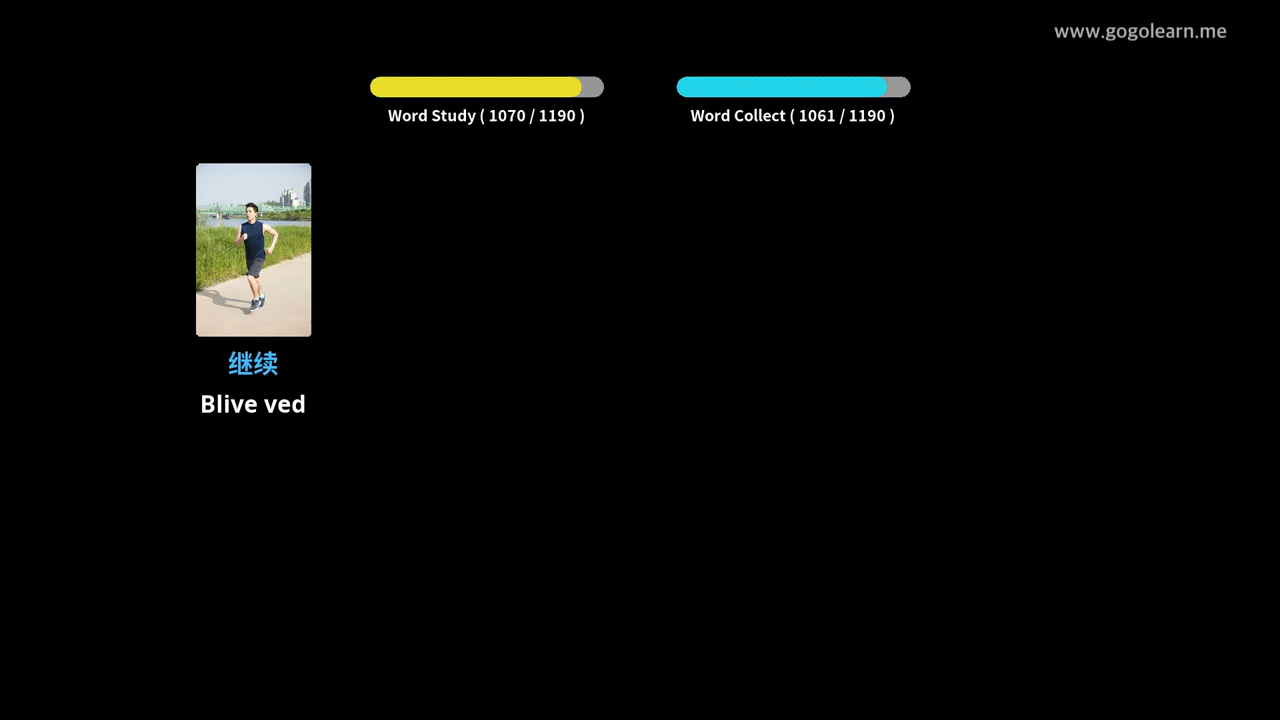 www.gogolearn.me
Word Study ( 1070 / 1190 )
Word Collect ( 1061 / 1190 )
继续
Blive ved